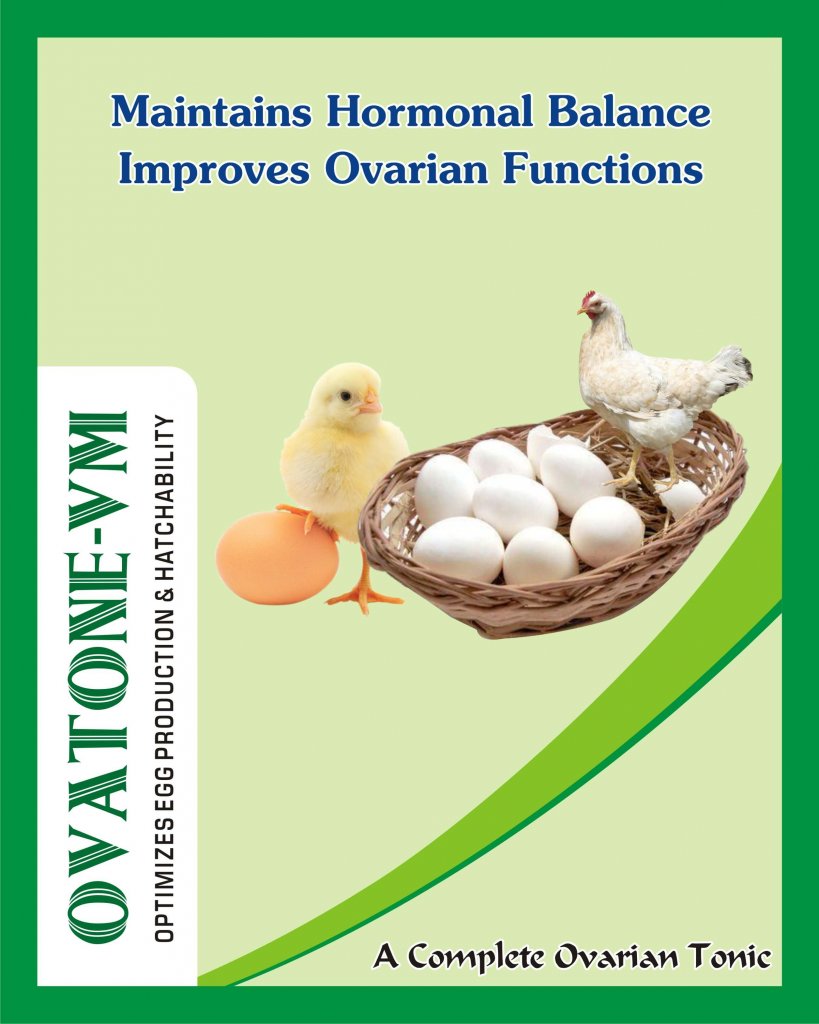 Maintains Hormonal Balance
Improves Ovarian Functions
OVATONE-VM
OPTIMIZES EGG PRODUCTION & HATCHABILITY
A Complete Ovarian Tonic